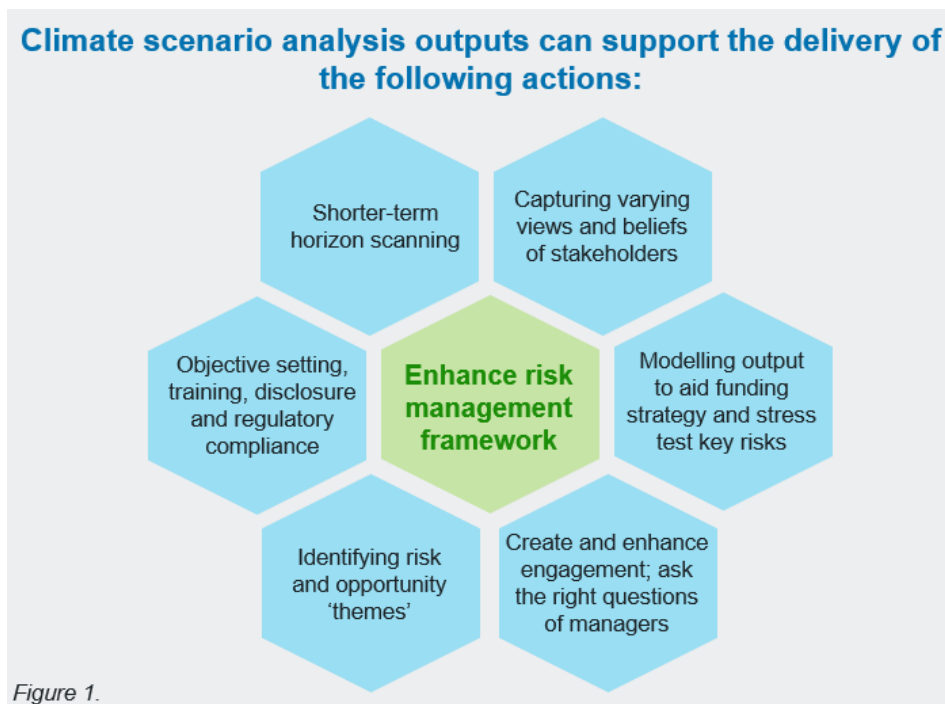 Climate scenario analysis outputs can support the delivery of
the following actions:
Shorter-term
horizon scanning
Capturing varying
views and beliefs
of stakeholders
Objective setting,
training, disclosure
and regulatory
compliance
Enhance risk
management
framework
Modelling output
to aid funding
strategy and stress
test key risks
Identifying risk
and opportunity
‘themes’
Create and enhance
engagement; ask
the right questions
of managers
Figure 1.